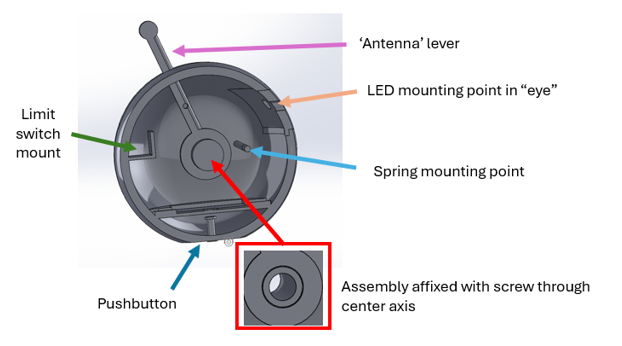 ‘Antenna’ lever
LED mounting point in “eye”
Limit
switch
mount
Spring mounting point
Assembly affixed with screw through
center axis
Pushbutton